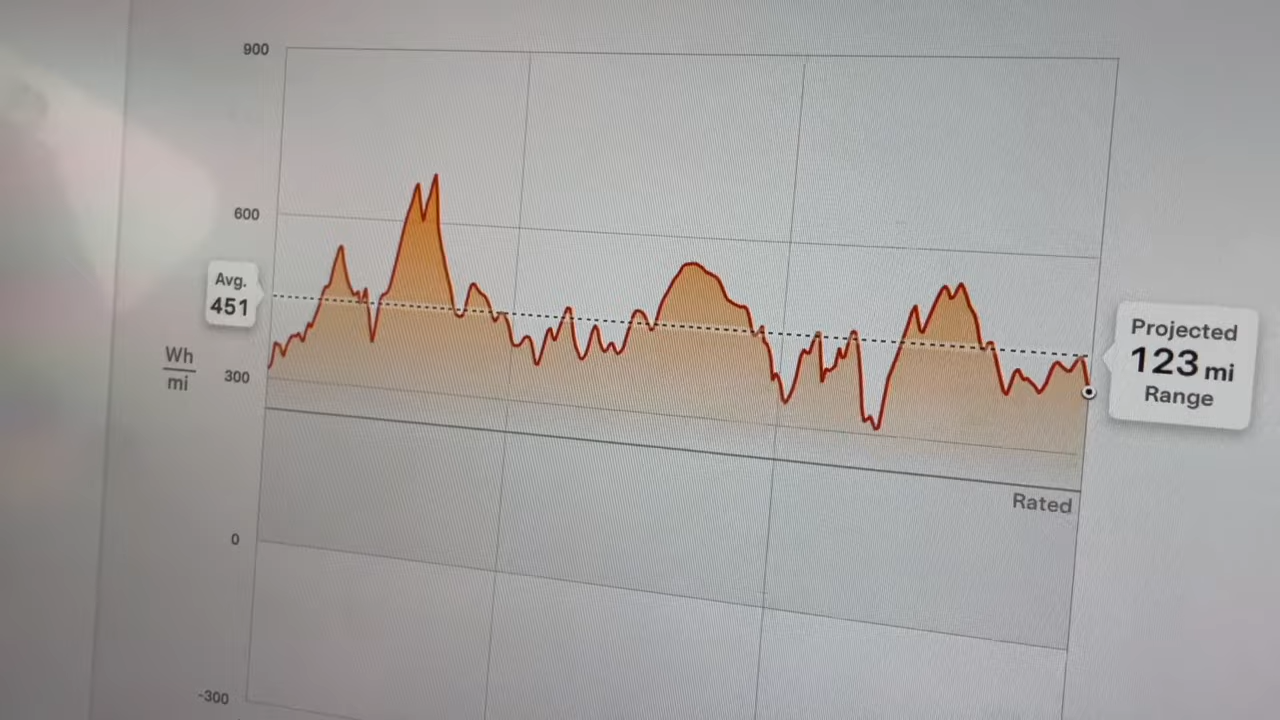 900
600
Avg.
451
Wh
mi
300
0
-300
Projected
123 mi
Range
Rated